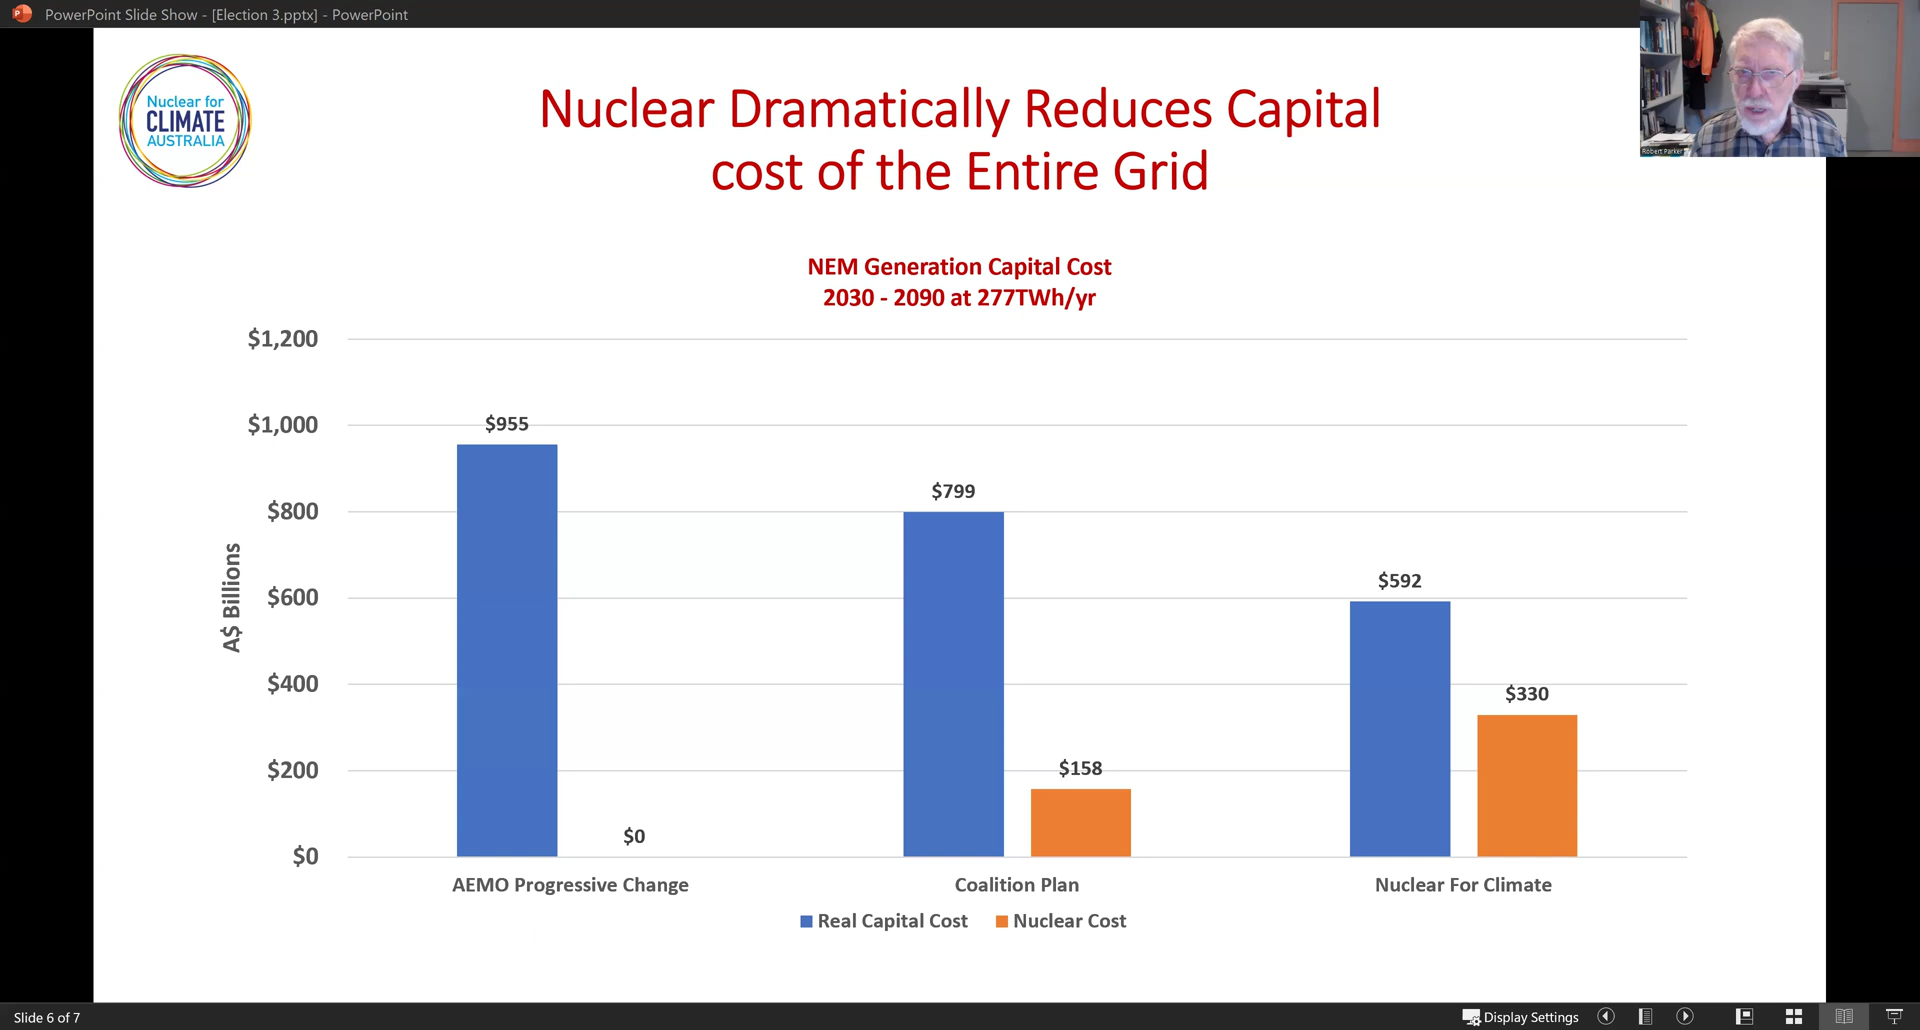 PowerPoint Slide Show - [Election 3.pptx] - PowerPoint
Nuclear for
CLIMATE
AUSTRALIA
Nuclear Dramatically Reduces Capital
cost of the Entire Grid
Robert Parker
NEM Generation Capital Cost
2030 - 2090 at 277TWh/yr
A$ Billions
$1,200
$1,000
$800
$600
$400
$200
$0
$955
$0
$799
$158
$592
$330
AEMO Progressive Change
Coalition Plan
Nuclear For Climate
Real Capital Cost
Nuclear Cost
Slide 6 of 7
Display Settings